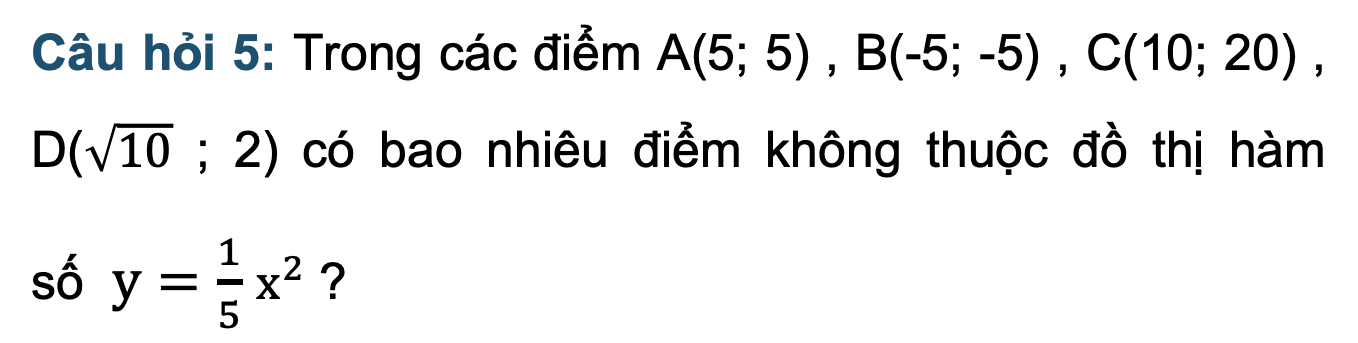 Câu hỏi 5: Trong các điểm A(5; 5) , B(-5; -5) , C(10; 20) ,
D(√10 ; 2) có bao nhiêu điểm không thuộc đồ thị hàm
số y = 1/5 x² ?